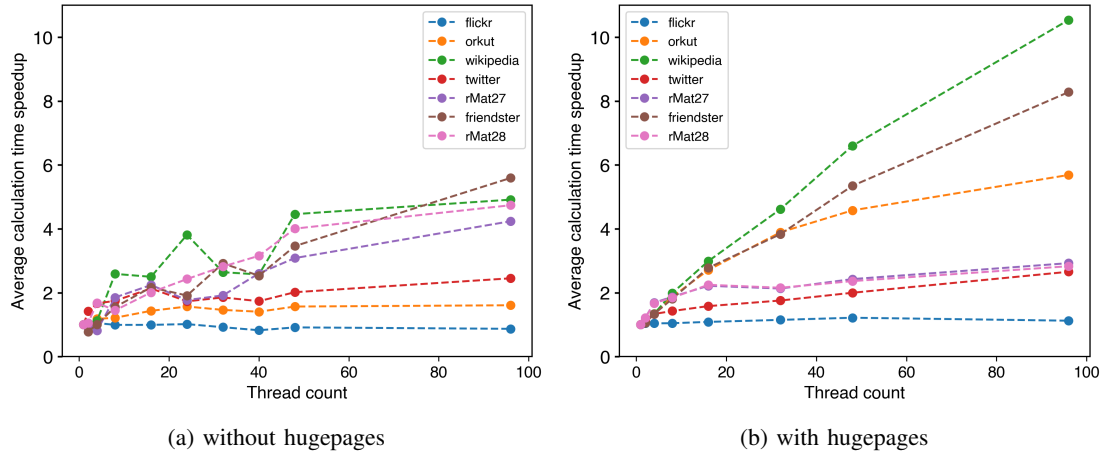 Average calculation time speedup
10
8
6
4
2
0
0
20
40
60
80
100
Thread count
flickr
orkut
wikipedia
twitter
rMat27
friendster
rMat28
(a) without hugepages
Average calculation time speedup
10
8
6
4
2
0
0
20
40
60
80
100
Thread count
flickr
orkut
wikipedia
twitter
rMat27
friendster
rMat28
(b) with hugepages